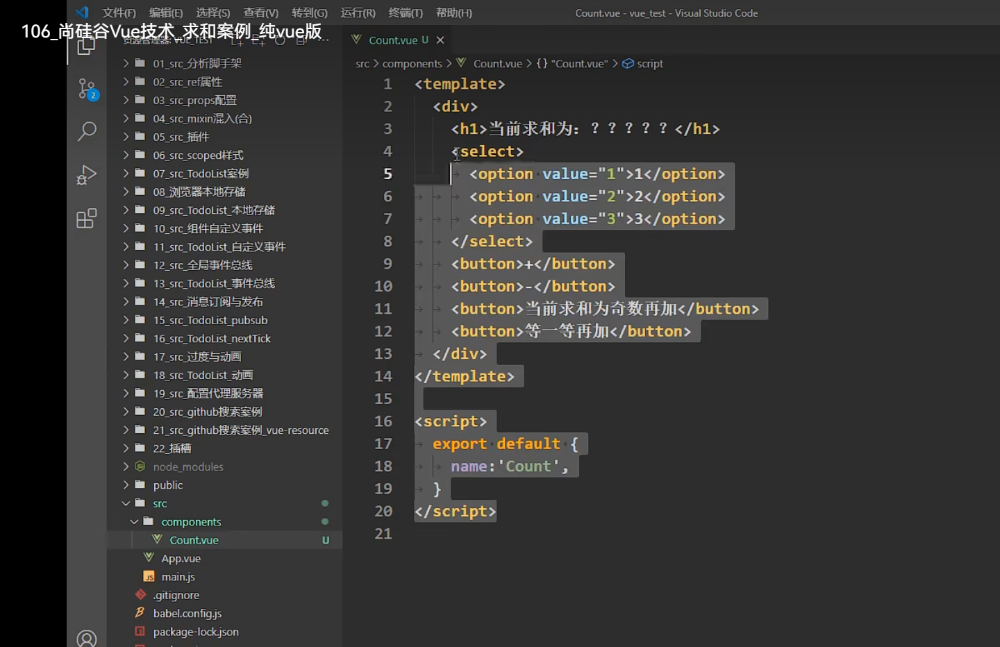 文件(F) 编辑(E) 选择(S) 查看(V) 转到(G) 运行(R) 终端(T) 帮助(H) Count.vue - vue_test - Visual Studio Code
106_尚硅谷Vue技术_求和案例_纯vue版
资源管理器: VUE_TEST
01_src_分析脚手架
02_src_ref属性
03_src_props配置
04_src_mixin混入(合)
05_src_插件
06_src_scoped样式
07_src_TodoList案例
08_浏览器本地存储
09_src_TodoList_本地存储
10_src_组件自定义事件
11_src_TodoList_自定义事件
12_src_全局事件总线
13_src_TodoList_事件总线
14_src_消息订阅与发布
15_src_TodoList_pubsub
16_src_TodoList_nextTick
17_src_过度与动画
18_src_TodoList_动画
19_src_配置代理服务器
20_src_github搜索案例
21_src_github搜索案例_vue-resource
22_插槽
node_modules
public
src
components
Count.vue U
App.vue
JS main.js
.gitignore
babel.config.js
package-lock.json
2
Count.vue U ×
src > components > Count.vue > {} "Count.vue" > script
1 <template>
2 <div>
3 <h1>当前求和为：？？？？？</h1>
4 <select>
5 <option value="1">1</option>
6 <option value="2">2</option>
7 <option value="3">3</option>
8 </select>
9 <button>+</button>
10 <button>-</button>
11 <button>当前求和为奇数再加</button>
12 <button>等一等再加</button>
13 </div>
14 </template>
15
16 <script>
17 export default {
18 name:'Count',
19 }
20 </script>
21